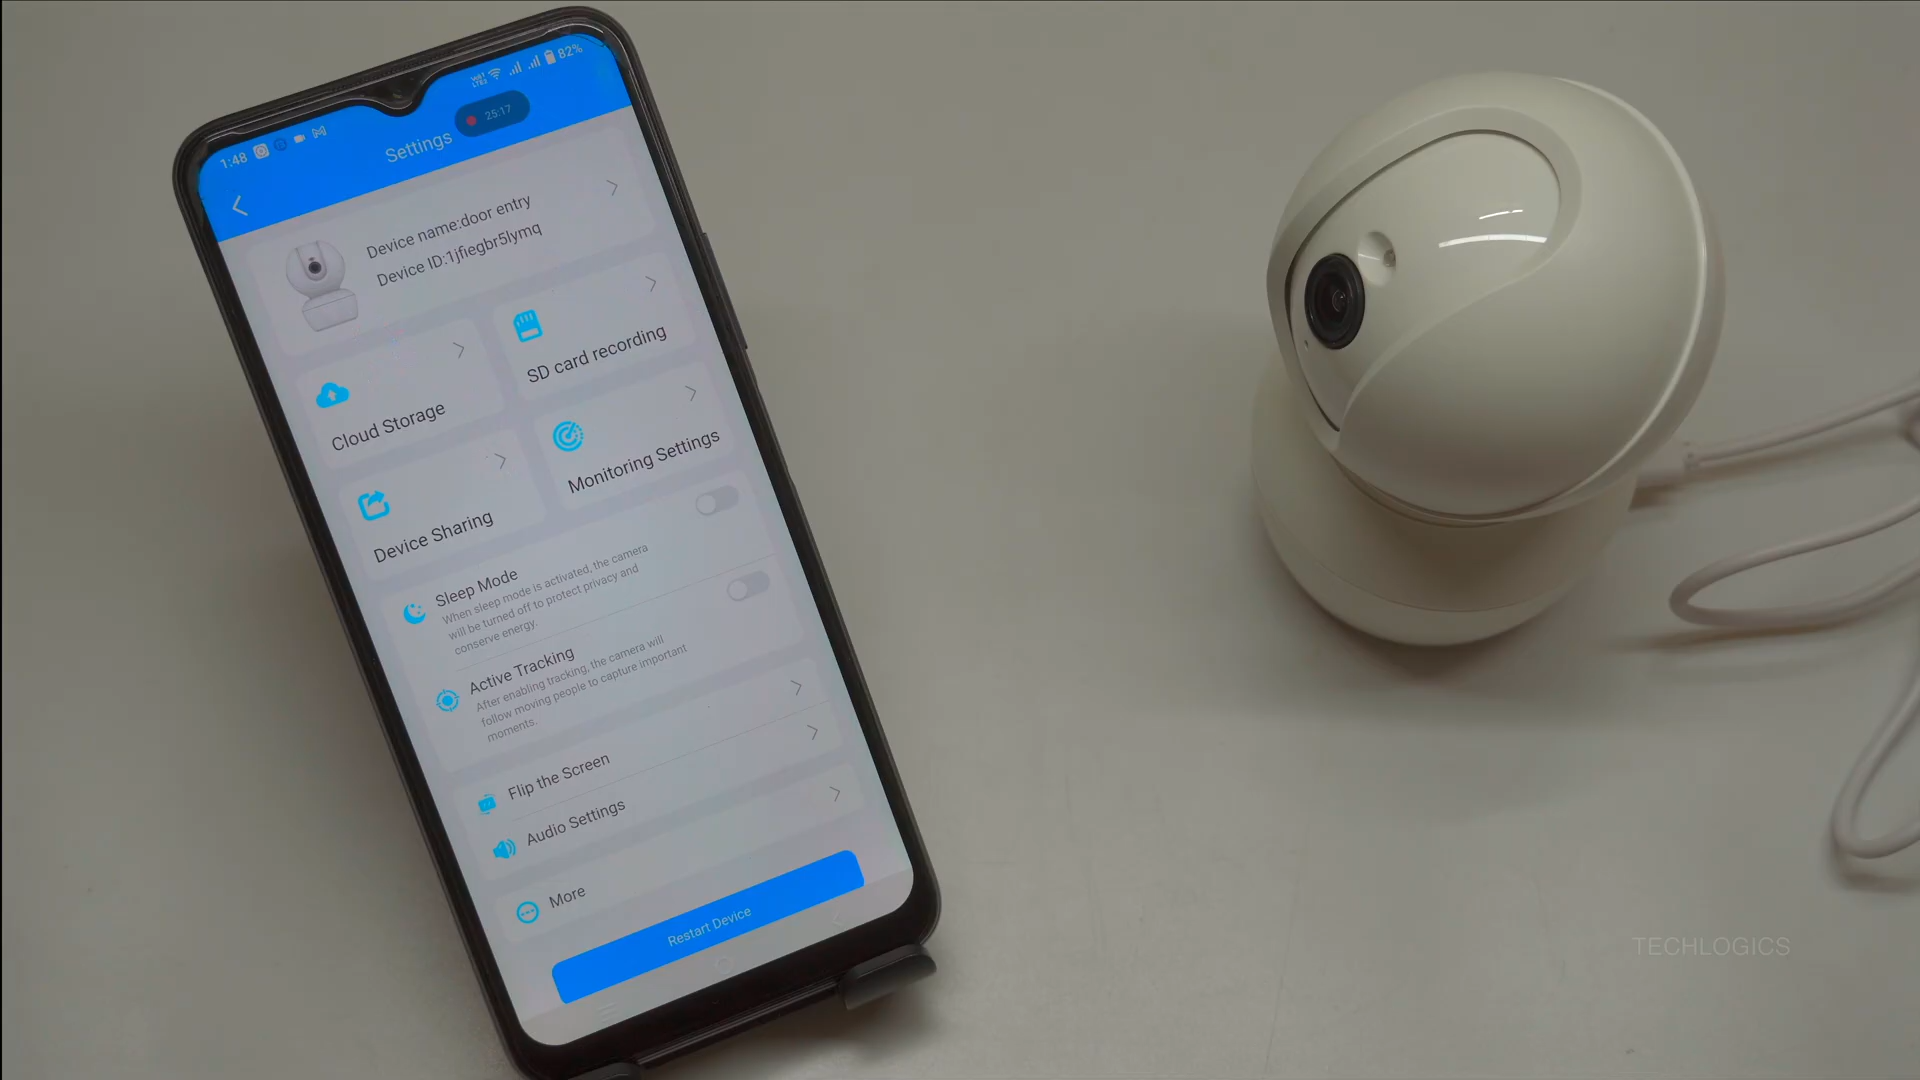 1:48
82%
25:17
Settings
Device name:door entry
Device ID:1jfiegbr5lymq
Cloud Storage
SD card recording
Device Sharing
Monitoring Settings
Sleep Mode
When sleep mode is activated, the camera
will be turned off to protect privacy and
conserve energy.
Active Tracking
After enabling tracking, the camera will
follow moving people to capture important
moments.
Flip the Screen
Audio Settings
More
Restart Device
TECHLOGICS